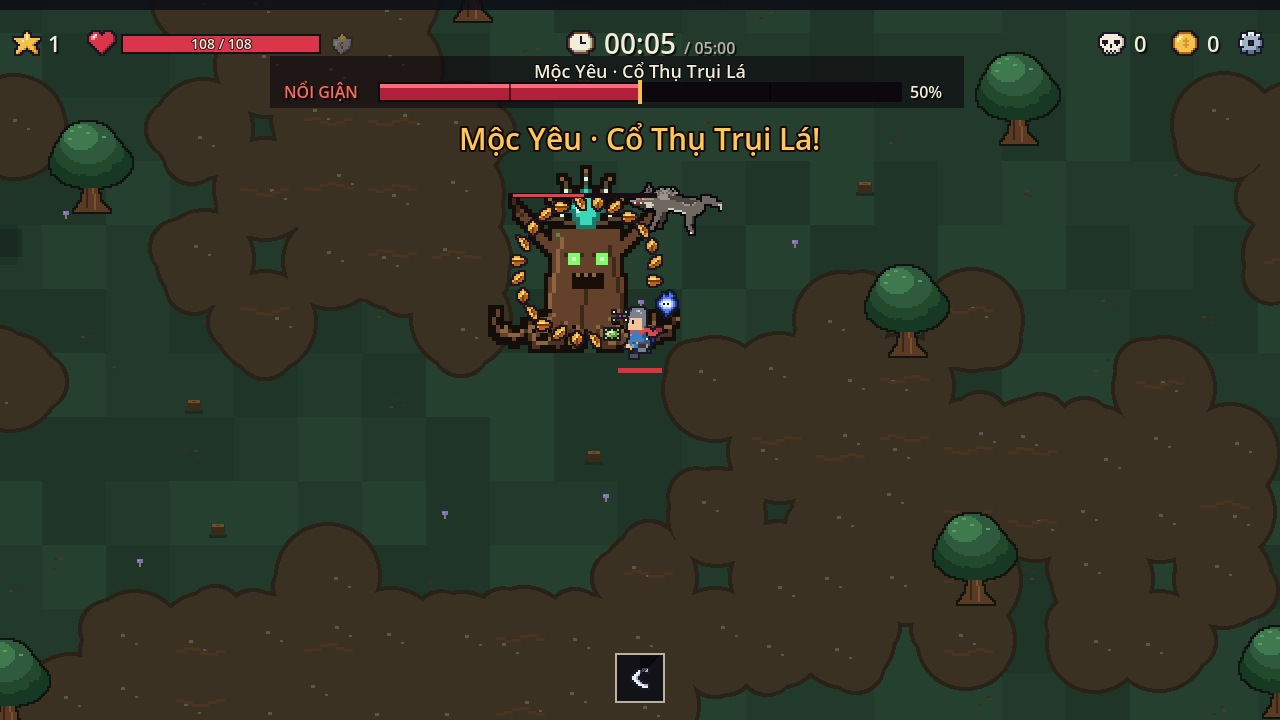 1
108 / 108
00:05 / 05:00
0
0
Mộc Yêu · Cổ Thụ Trụi Lá
NỔI GIẬN
50%
Mộc Yêu · Cổ Thụ Trụi Lá!